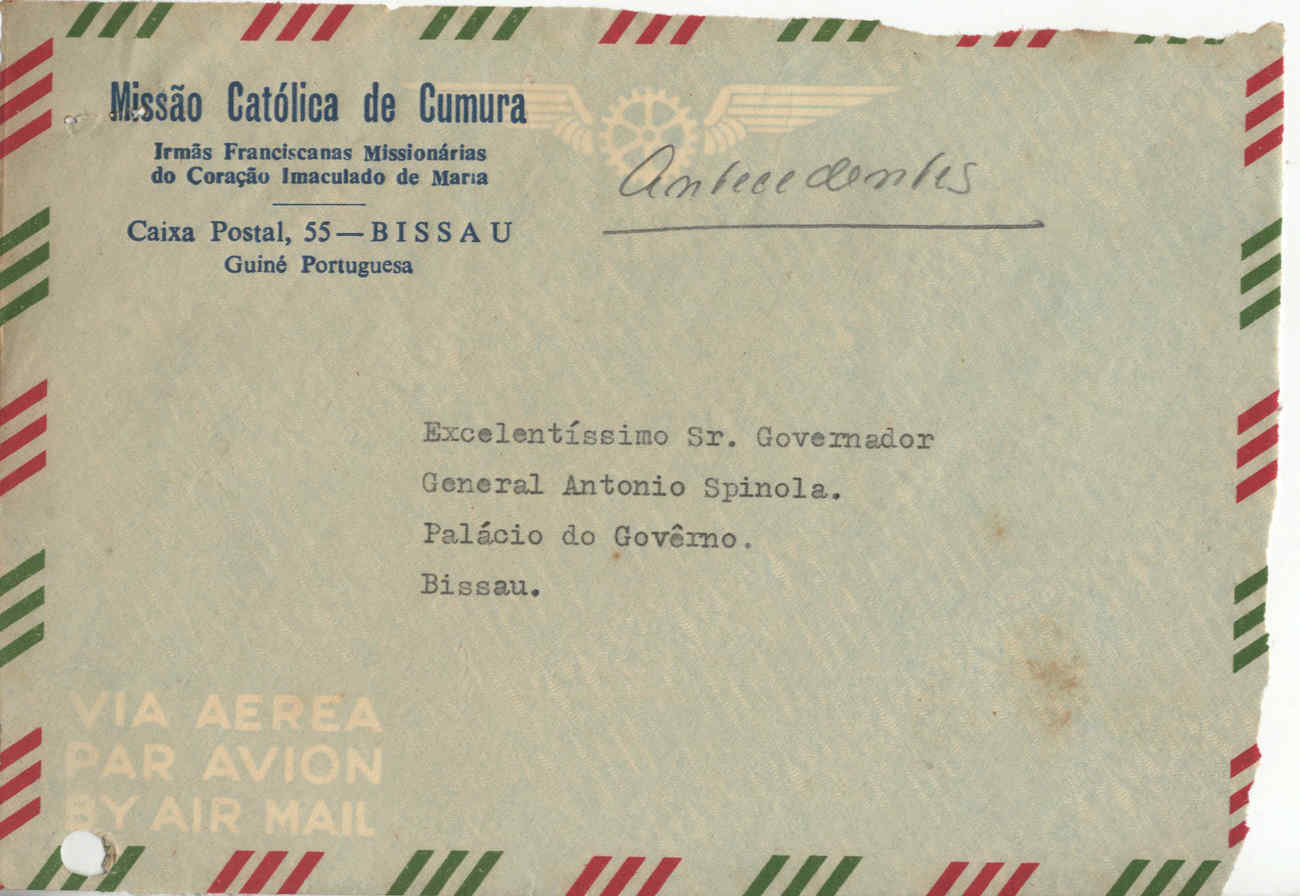 Missão Católica de Cumura
Irmãs Franciscanas Missionárias
do Coração Imaculado de Maria
Caixa Postal, 55 — BISSAU
Guiné Portuguesa
Antecedentes
Excelentíssimo Sr. Governador
General Antonio Spinola.
Palácio do Govêrno.
Bissau.
VIA AEREA
PAR AVION
BY AIR MAIL